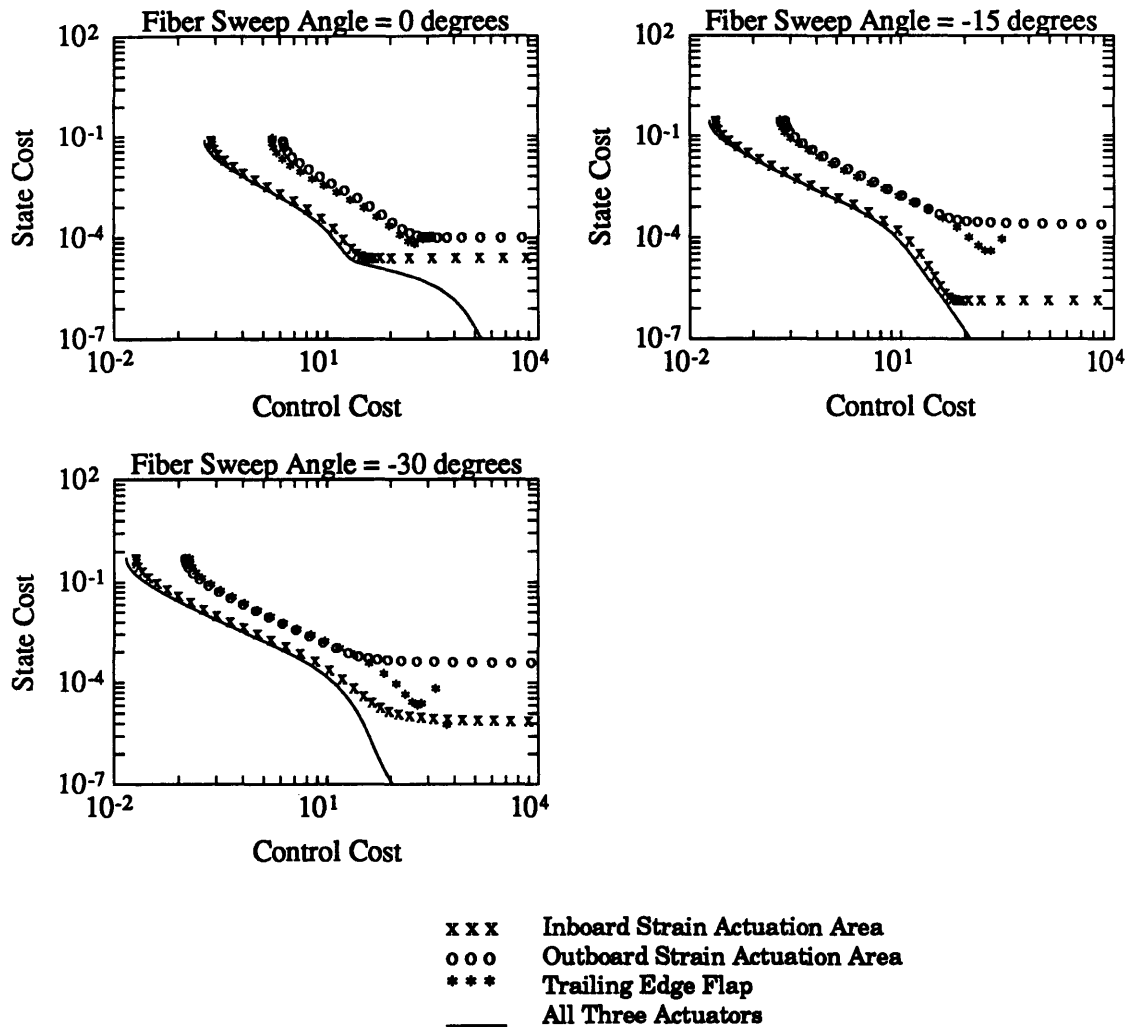 Fiber Sweep Angle = 0 degrees
10^2
10^-1
10^-4
10^-7
State Cost
10^-2
10^1
10^4
Control Cost
Fiber Sweep Angle = -15 degrees
10^2
10^-1
10^-4
10^-7
State Cost
10^-2
10^1
10^4
Control Cost
Fiber Sweep Angle = -30 degrees
10^2
10^-1
10^-4
10^-7
State Cost
10^-2
10^1
10^4
Control Cost
x x x Inboard Strain Actuation Area
o o o Outboard Strain Actuation Area
* * * Trailing Edge Flap
All Three Actuators